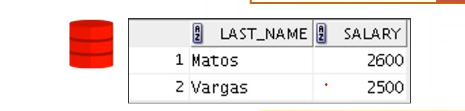 LAST_NAME SALARY
1 Matos 2600
2 Vargas 2500